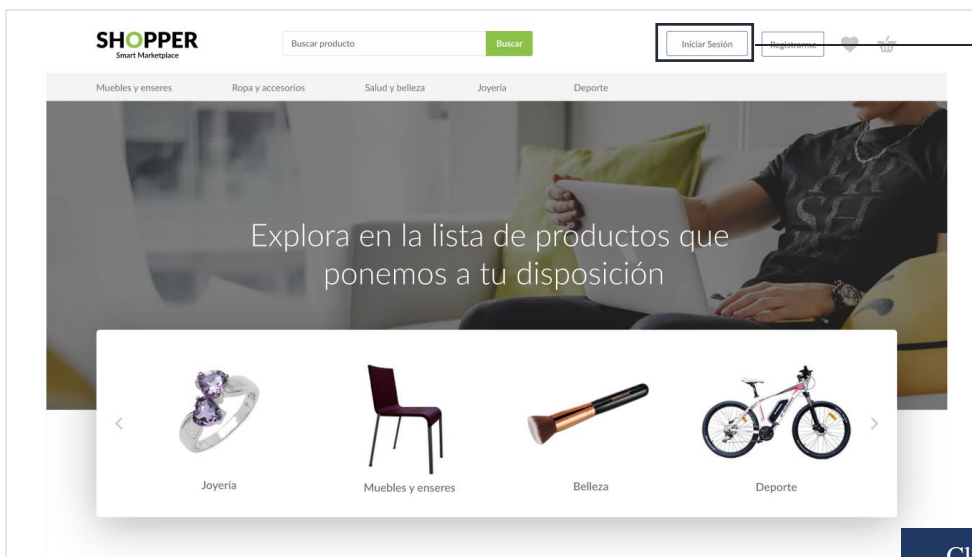 SHOPPER
Smart Marketplace
Buscar producto
Buscar
Iniciar Sesión
Registrarme
Muebles y enseres
Ropa y accesorios
Salud y belleza
Joyería
Deporte
Explora en la lista de productos que
ponemos a tu disposición
Joyería
Muebles y enseres
Belleza
Deporte